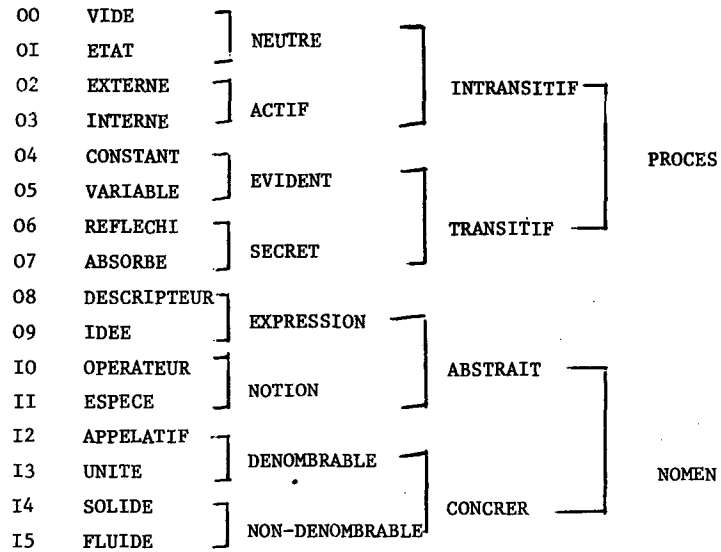 OO VIDE
NEUTRE
OI ETAT
O2 EXTERNE
INTRANSITIF
ACTIF
O3 INTERNE
O4 CONSTANT
PROCES
EVIDENT
O5 VARIABLE
O6 REFLECHI
TRANSITIF
SECRET
O7 ABSORBE
O8 DESCRIPTEUR
EXPRESSION
O9 IDEE
IO OPERATEUR
ABSTRAIT
NOTION
II ESPECE
I2 APPELATIF
DENOMBRABLE
I3 UNITE
NOMEN
I4 SOLIDE
CONCRER
NON-DENOMBRABLE
I5 FLUIDE